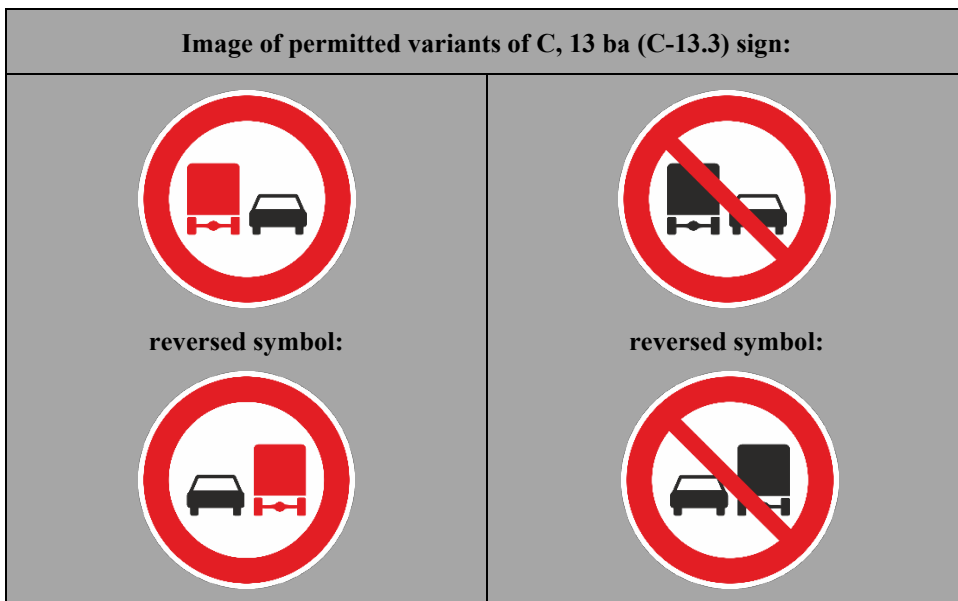 Image of permitted variants of C, 13 ba (C-13.3) sign:
reversed symbol:
reversed symbol: